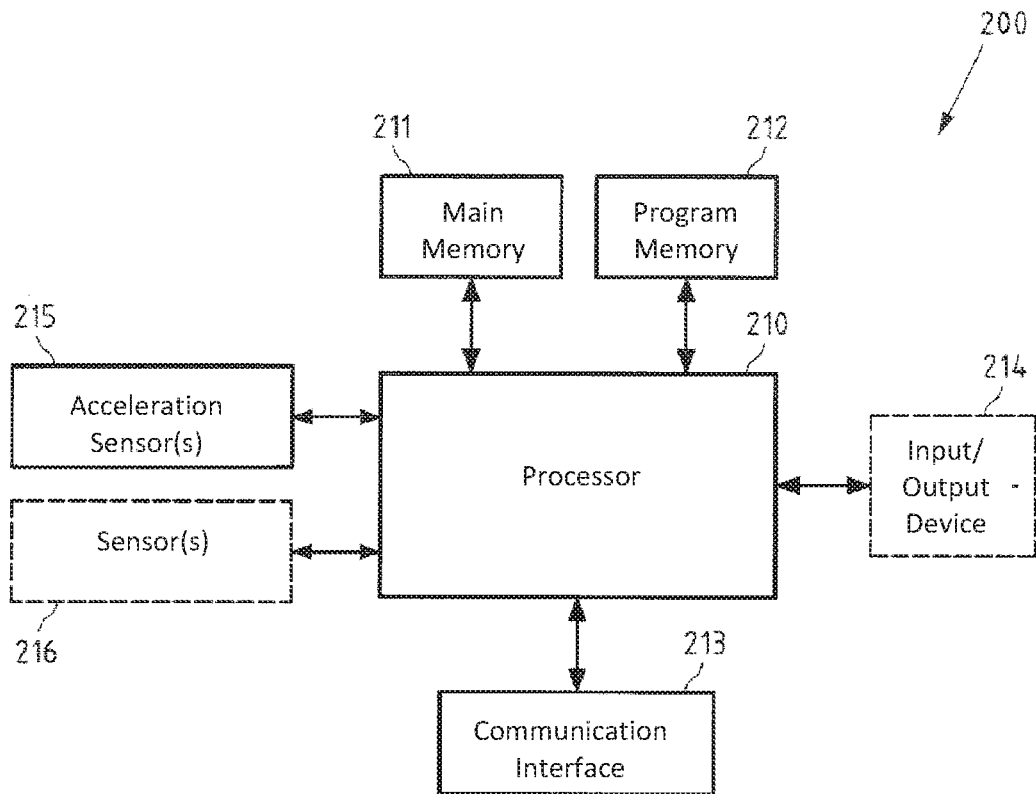 200
211
212
Main
Memory
Program
Memory
215
210
214
Acceleration
Sensor(s)
Processor
Input/
Output -
Device
Sensor(s)
216
213
Communication
Interface